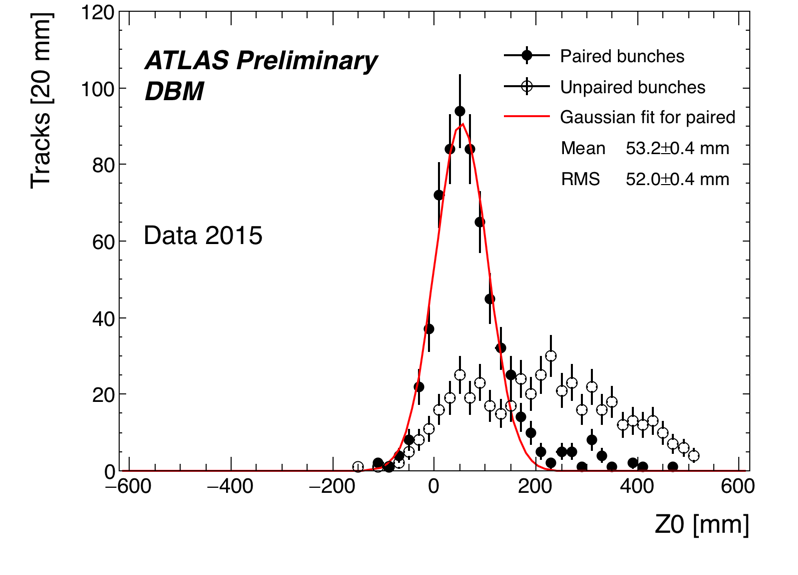 Tracks [20 mm]
120
100
80
60
40
20
0
ATLAS Preliminary
DBM
Data 2015
Paired bunches
Unpaired bunches
Gaussian fit for paired
Mean 53.2±0.4 mm
RMS 52.0±0.4 mm
−600 −400 −200 0 200 400 600
Z0 [mm]